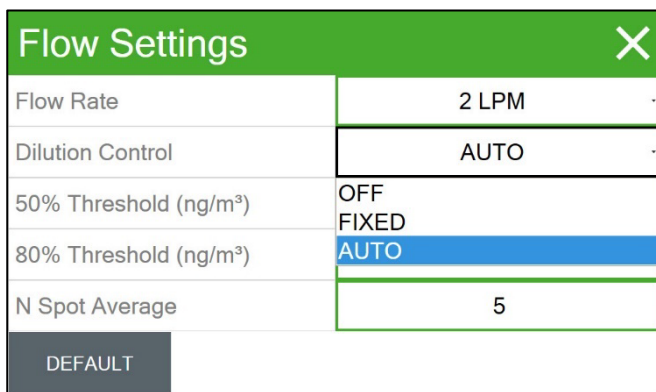 Flow Settings
Flow Rate 2 LPM
Dilution Control AUTO
50% Threshold (ng/m³) OFF
FIXED
80% Threshold (ng/m³) AUTO
N Spot Average 5
DEFAULT